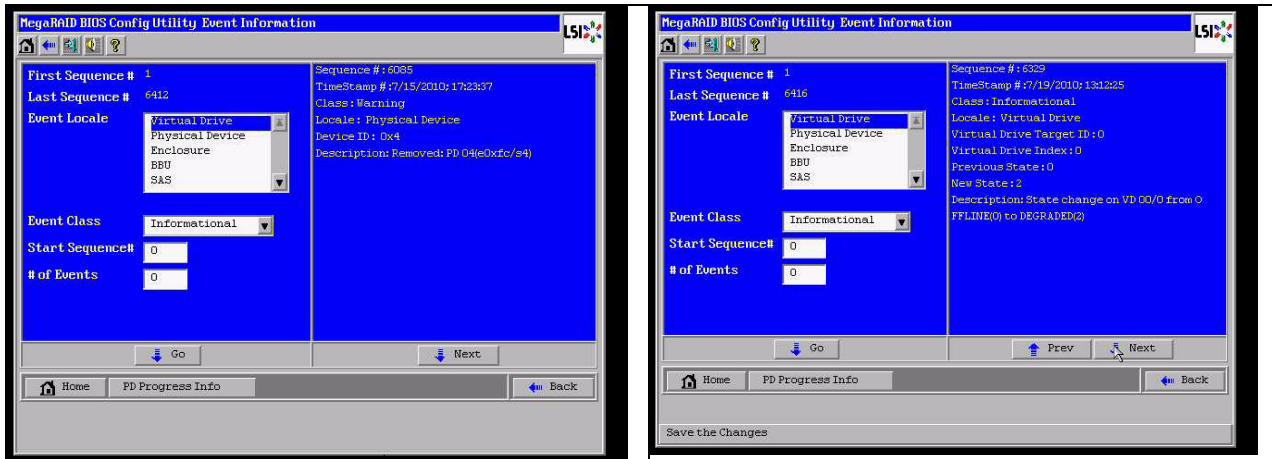 MegaRAID BIOS Config Utility Event Information
LSI
First Sequence # 1
Last Sequence # 6412
Event Locale
Virtual Drive
Physical Device
Enclosure
BBU
SAS
Event Class Informational
Start Sequence# 0
# of Events 0
Go
Sequence #:6085
TimeStamp #:7/15/2010; 17:23:37
Class: Warning
Locale: Physical Device
Device ID: 0x4
Description: Removed: PD 04(e0xfc/s4)
Next
Home
PD Progress Info
Back
MegaRAID BIOS Config Utility Event Information
LSI
First Sequence # 1
Last Sequence # 6416
Event Locale
Virtual Drive
Physical Device
Enclosure
BBU
SAS
Event Class Informational
Start Sequence# 0
# of Events 0
Go
Sequence #:6329
TimeStamp #:7/19/2010; 13:12:25
Class: Informational
Locale: Virtual Drive
Virtual Drive Target ID:0
Virtual Drive Index:0
Previous State:0
New State:2
Description: State change on VD 00/0 from O
FFLINE(0) to DEGRADED(2)
Prev
Next
Home
PD Progress Info
Back
Save the Changes